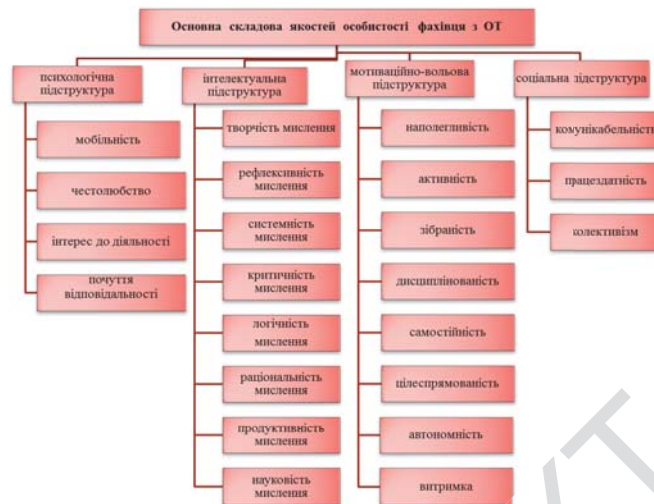 Основна складова якостей особистості фахівця з ОТ
психологічна
підструктура
мобільність
честолюбство
інтерес до діяльності
почуття
відповідальності
інтелектуальна
підструктура
творчість мислення
рефлексивність
мислення
системність
мислення
критичність
мислення
логічність
мислення
раціональність
мислення
продуктивність
мислення
науковість
мислення
мотиваційно-вольова
підструктура
наполегливість
активність
зібраність
дисциплінованість
самостійність
цілеспрямованість
автономність
витримка
соціальна зідструктура
комунікабельність
працездатність
колективізм